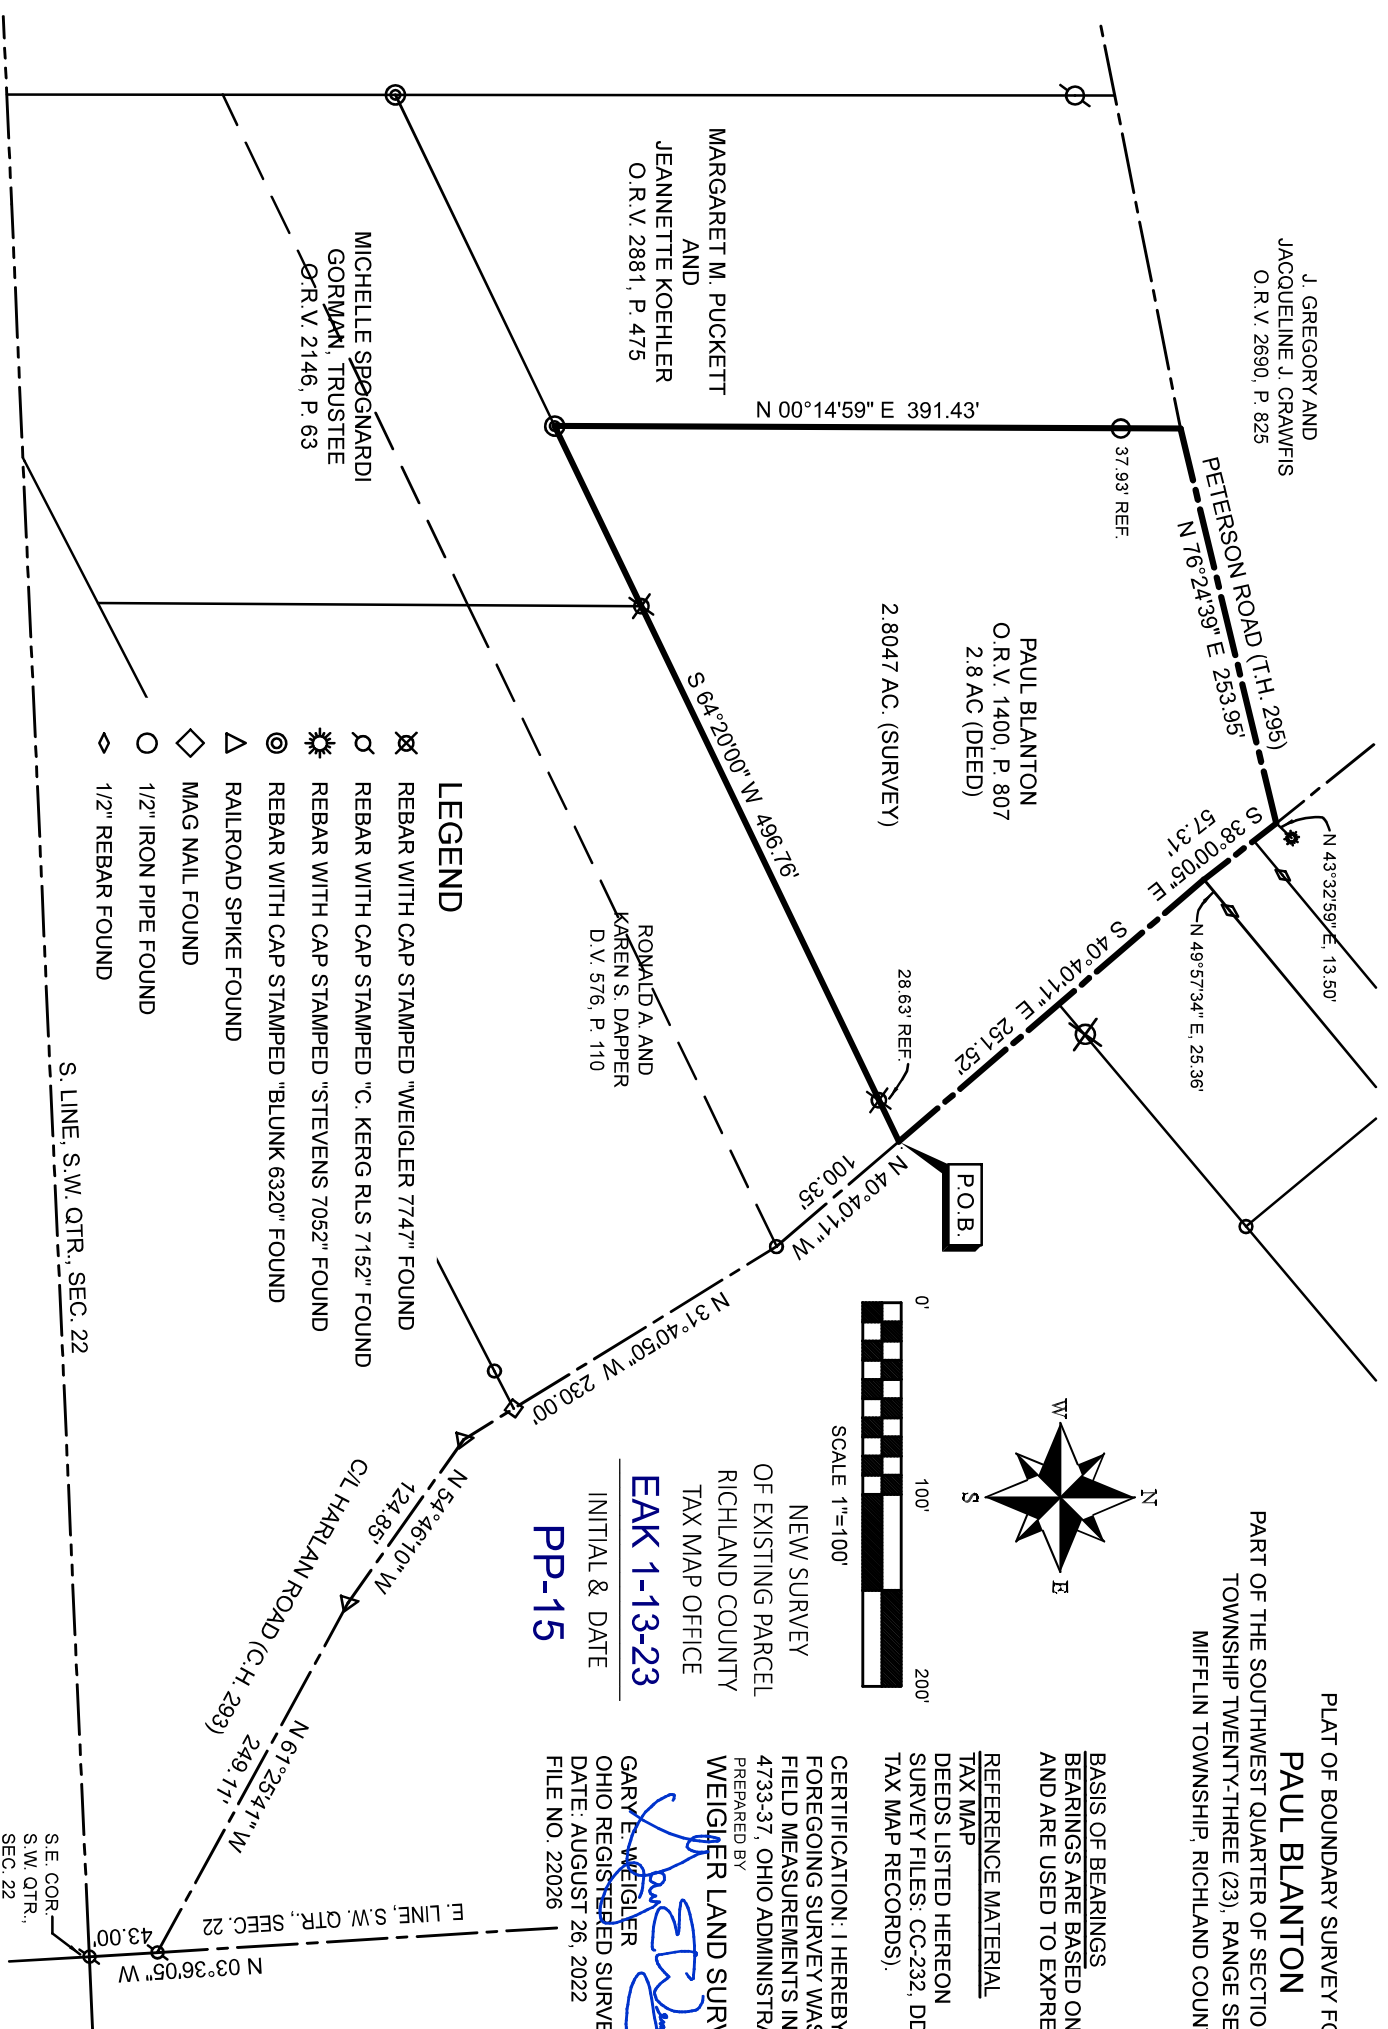 PLAT OF BOUNDARY SURVEY
PAUL BLANTON
PART OF THE SOUTHWEST QUARTER OF
TOWNSHIP TWENTY-THREE (23), RANGE
MIFFLIN TOWNSHIP, RICHLAND
J. GREGORY AND
JACQUELINE J. CRAWFIS
O.R.V. 2690, P. 825
PETERSON ROAD (T.H. 295)
N 76°24'39" E 253.95'
N 43°32'59" E, 13.50'
S 38°00'05" E
57.31'
N 49°57'34" E, 25.36'
S 40°40'11" E 251.52'
37.93' REF.
N 00°14'59" E 391.43'
PAUL BLANTON
O.R.V. 1400, P. 807
2.8 AC (DEED)
2.8047 AC. (SURVEY)
MARGARET M. PUCKETT
AND
JEANNETTE KOEHLER
O.R.V. 2881, P. 475
S 64°20'00" W 496.76'
28.63' REF.
P.O.B.
N 40°40'11" W
100.35'
MICHELLE SPOGNARDI
GORMAN, TRUSTEE
O.R.V. 2146, P. 63
RONALD A. AND
KAREN S. DAPPER
D.V. 576, P. 110
N 31°40'50" W 230.00'
N 54°46'10" W
124.85'
C/L HARLAN ROAD (C.H. 293)
N 61°25'41" W
249.11'
E. LINE, S.W. QTR., SEEC. 22
N 03°36'05" W
43.00'
S.E. COR.
S.W. QTR.,
SEC. 22
S. LINE, S.W. QTR., SEC. 22
LEGEND
REBAR WITH CAP STAMPED "WEIGLER 7747" FOUND
REBAR WITH CAP STAMPED "C. KERG RLS 7152" FOUND
REBAR WITH CAP STAMPED "STEVENS 7052" FOUND
REBAR WITH CAP STAMPED "BLUNK 6320" FOUND
RAILROAD SPIKE FOUND
MAG NAIL FOUND
1/2" IRON PIPE FOUND
1/2" REBAR FOUND
N
W
E
S
0' 100' 200'
SCALE 1"=100'
NEW SURVEY
OF EXISTING PARCEL
RICHLAND COUNTY
TAX MAP OFFICE
EAK 1-13-23
INITIAL & DATE
PP-15
BASIS OF BEARINGS
BEARINGS ARE BASED ON
AND ARE USED TO
REFERENCE MATERIAL
TAX MAP
DEEDS LISTED HEREON
SURVEY FILES: CC-232,
TAX MAP RECORDS).
CERTIFICATION: I HEREBY
FOREGOING SURVEY WAS
FIELD MEASUREMENTS IN
4733-37, OHIO
PREPARED BY
WEIGLER LAND
GARY E. WEIGLER
OHIO REGISTERED
DATE: AUGUST 26, 2022
FILE NO. 22026